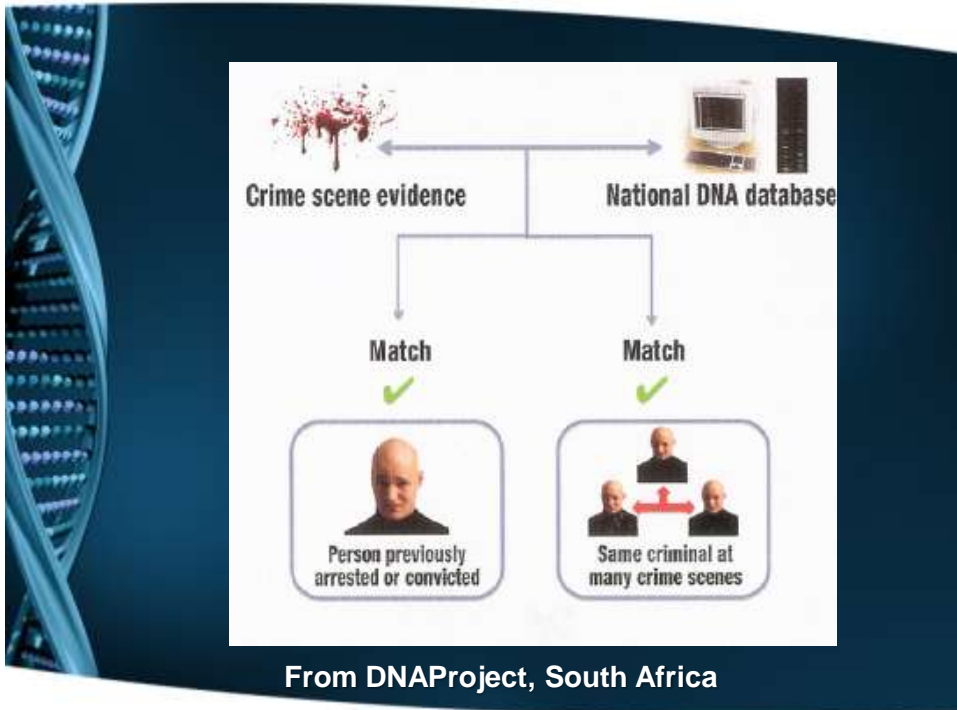 Crime scene evidence
National DNA database
Match
Match
Person previously
arrested or convicted
Same criminal at
many crime scenes
From DNAProject, South Africa